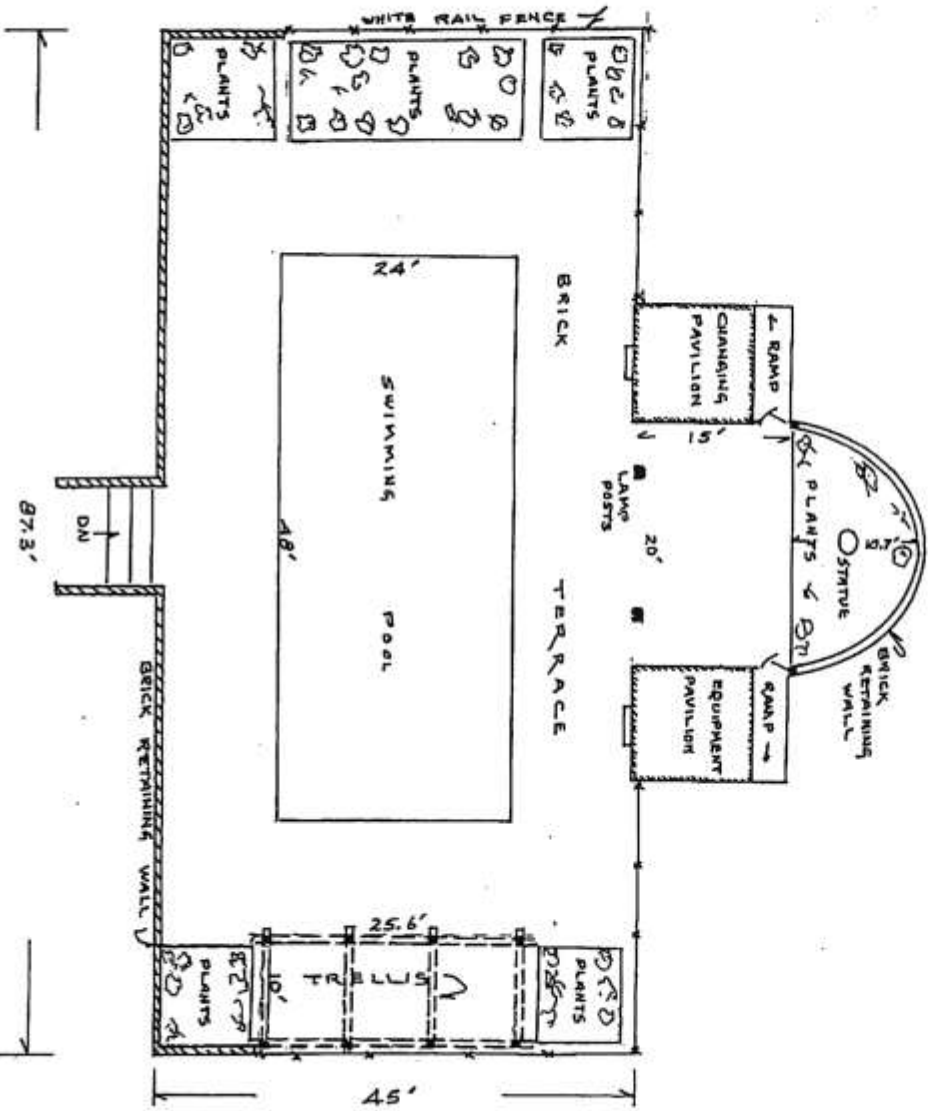 WHITE RAIL FENCE
PLANTS
PLANTS
PLANTS
24'
BRICK
CHANGING
PAVILION
RAMP
15'
SWIMMING
48'
LAMP
POSTS
20'
PLANTS
10.7'
STATUE
BRICK
RETAINING
WALL
DN
87.3'
POOL
TERRACE
EQUIPMENT
PAVILION
RAMP
BRICK RETAINING WALL
25.6'
TRELLIS
10'
PLANTS
PLANTS
45'